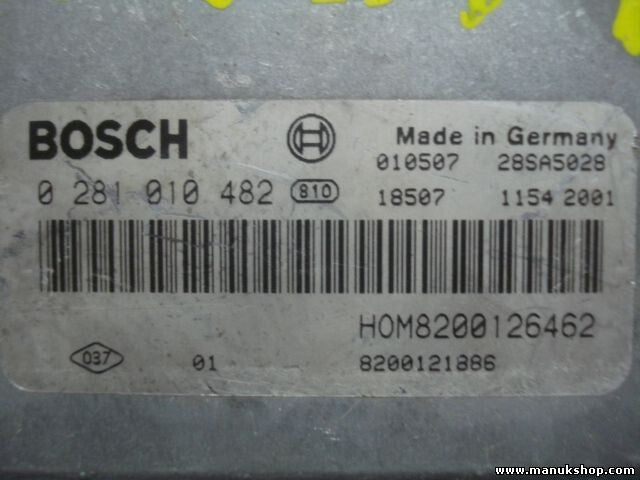 BOSCH
Made in Germany
010507 28SA5028
0 281 010 482 810
18507 1154 2001
HOM8200126462
037 01 8200121886
www.manukshop.com